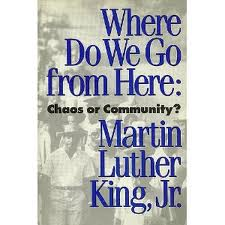 Where
Do We Go
from Here:
Chaos or Community?
Martin
Luther
King, Jr.